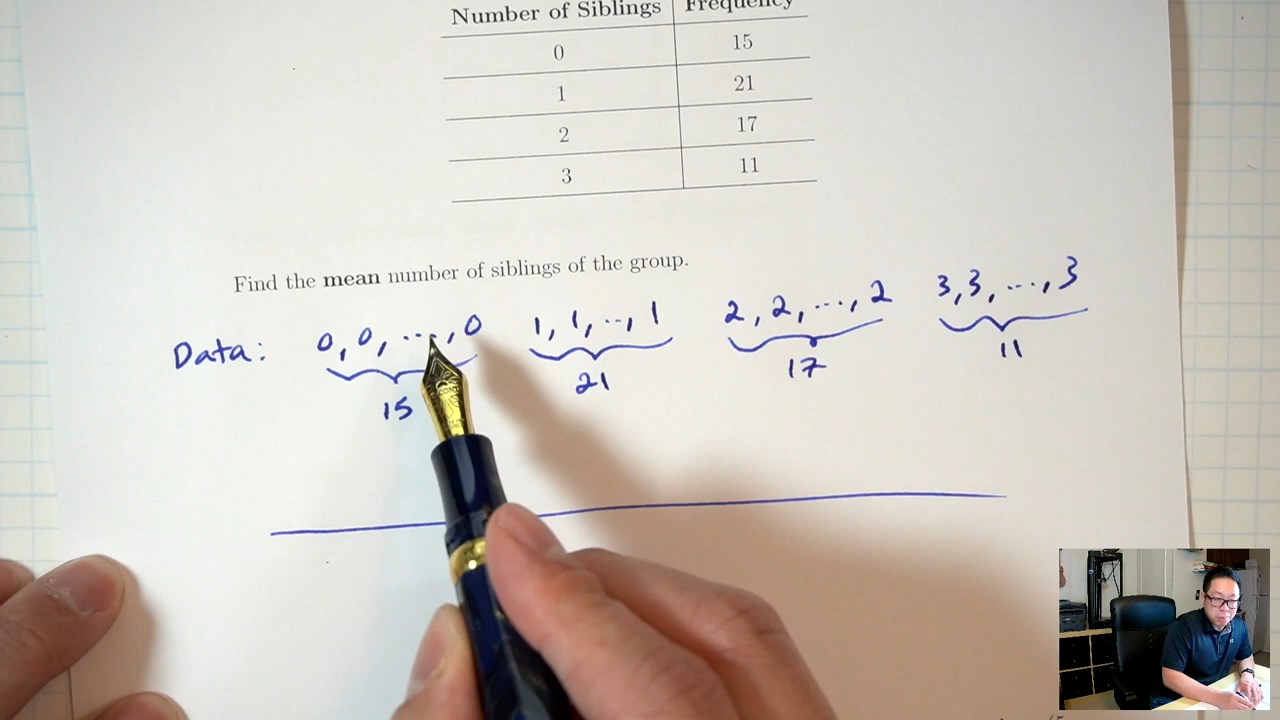 Number of Siblings Frequency
0 15
1 21
2 17
3 11
Find the mean number of siblings of the group.
Data: 0, 0, ..., 0 1, 1, .., 1 2, 2, ..., 2 3, 3, ..., 3
15 21 17 11